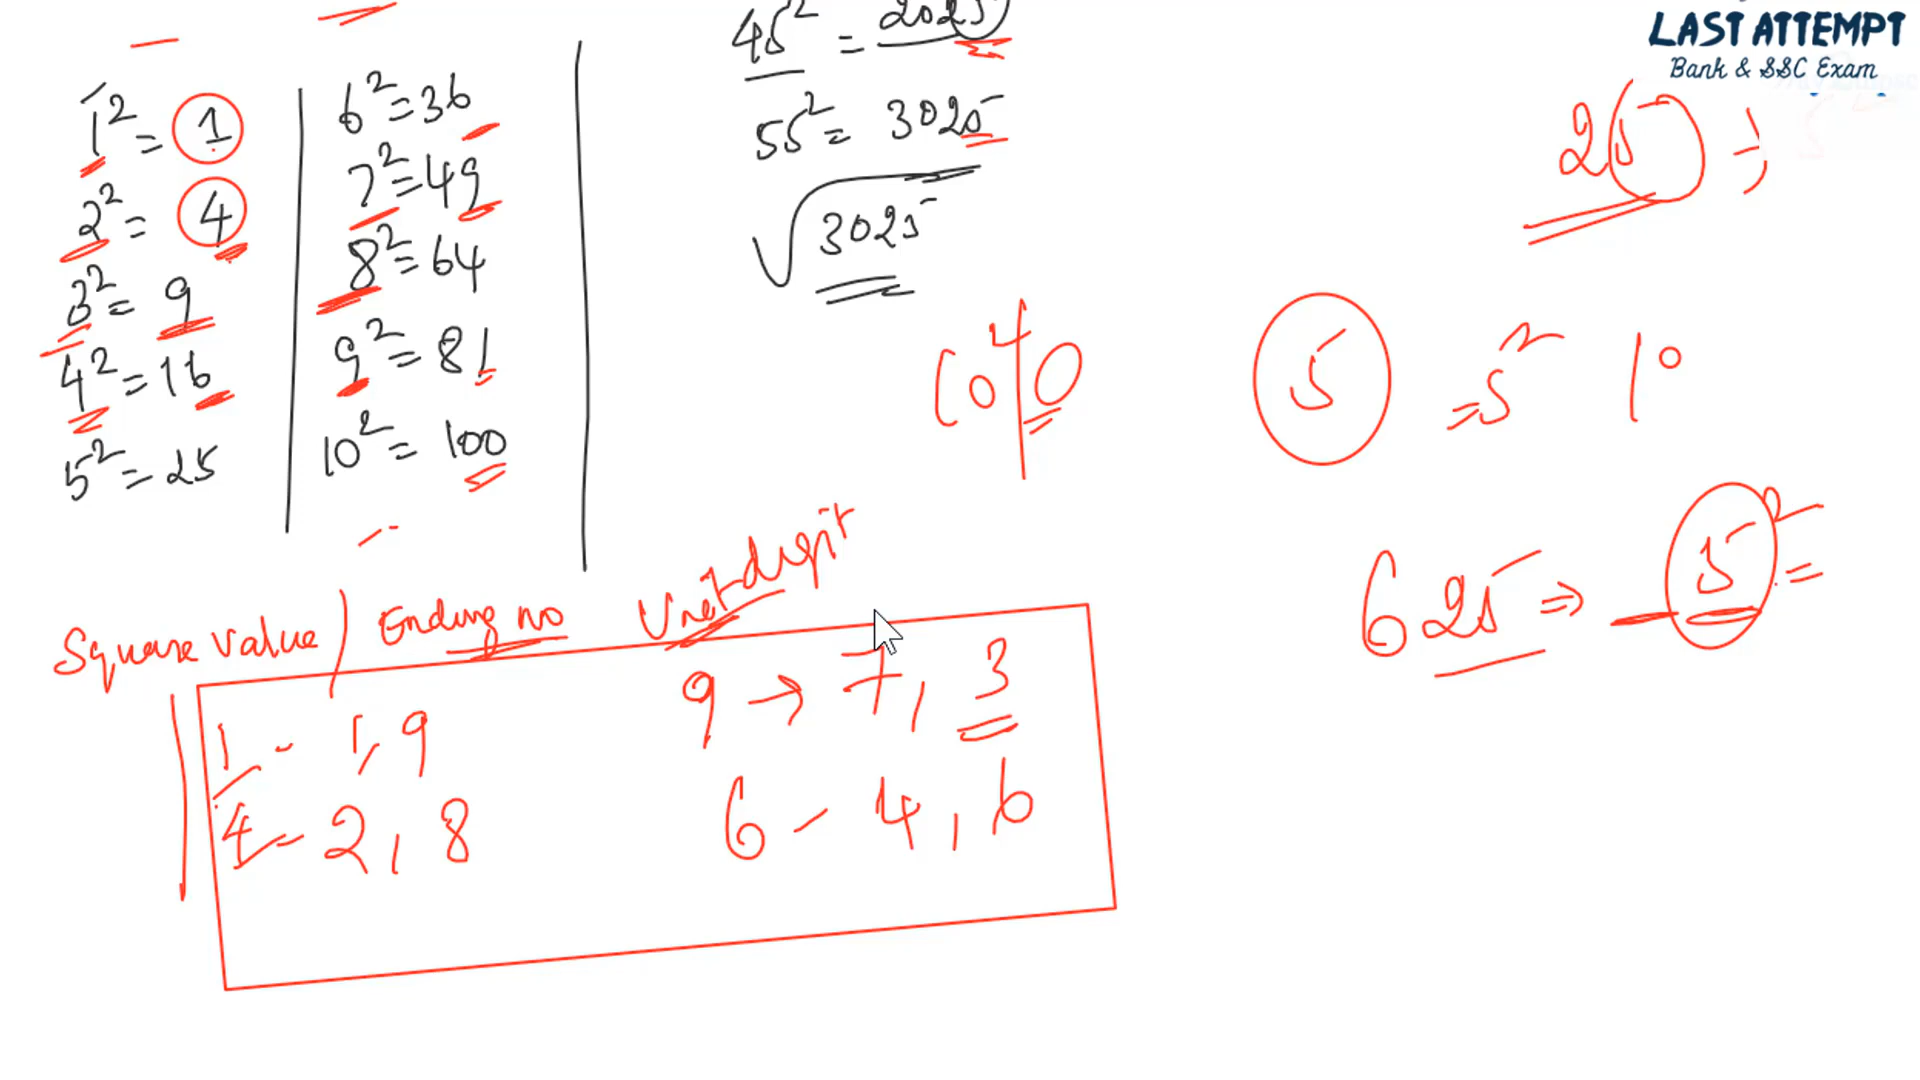 LAST ATTEMPT
Bank & SSC Exam
1² = 1
2² = 4
3² = 9
4² = 16
5² = 25
6² = 36
7² = 49
8² = 64
9² = 81
10² = 100
45² = 2025
55² = 3025
√3025
25 ⇒
5
= 5²
10
625 ⇒ 5² =
Square value / Ending no Unit digit
1 - 1, 9
4 - 2, 8
9 → 7, 3
6 - 4, 6